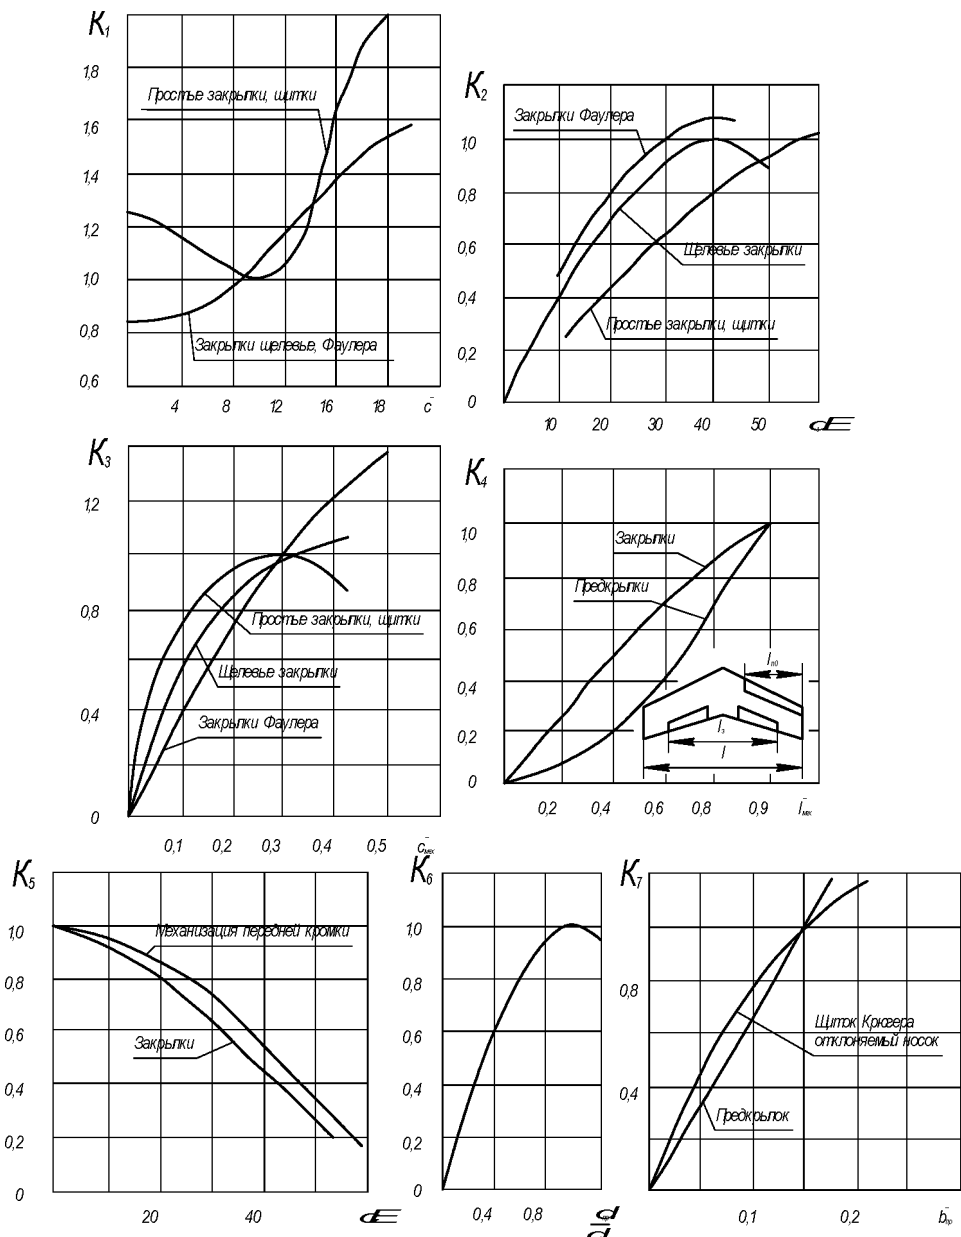 K₁
1,8
1,6
1,4
1,2
1,0
0,8
0,6
Простые закрылки, щитки
Закрылки щелевые, Фаулера
4 8 12 16 18 c̄
K₂
1,0
0,8
0,6
0,4
0,2
0
Закрылки Фаулера
Щелевые закрылки
Простые закрылки, щитки
10 20 30 40 50
K₃
1,2
0,8
0,4
0
Простые закрылки, щитки
Щелевые закрылки
Закрылки Фаулера
0,1 0,2 0,3 0,4 0,5 c̄мех
K₄
1,0
0,8
0,6
0,4
0,2
0
Закрылки
Предкрылки
lз
l
0,2 0,4 0,6 0,8 0,9 l̄мех
K₅
1,0
0,8
0,6
0,4
0,2
0
Механизация передней кромки
Закрылки
20 40
K₆
1,0
0,8
0,6
0,4
0,2
0
0,4 0,8
K₇
0,8
0,4
Щиток Крюгера
отклоняемый носок
Предкрылок
0,1 0,2 b̄пр